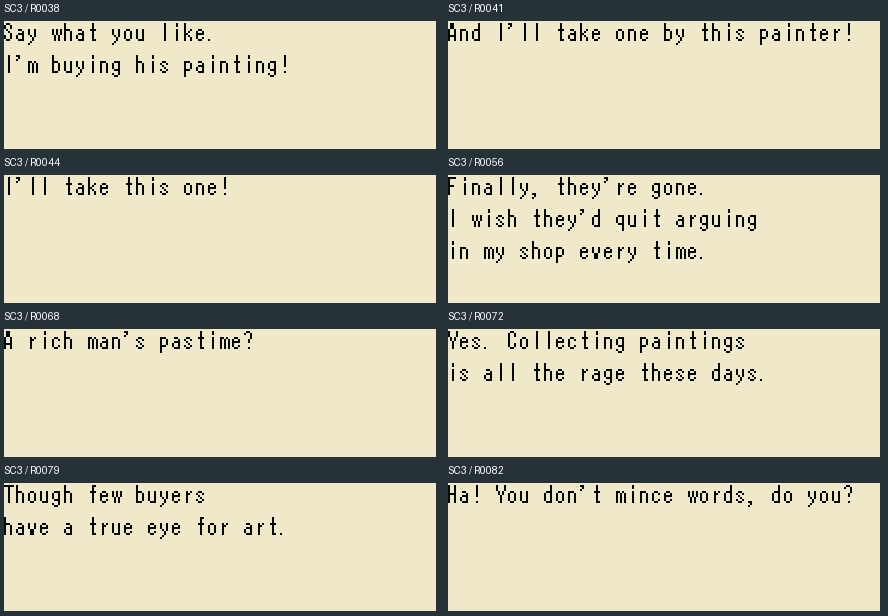 SC3/R0038
Say what you like.
I'm buying his painting!
SC3/R0041
And I'll take one by this painter!
SC3/R0044
I'll take this one!
SC3/R0056
Finally, they're gone.
I wish they'd quit arguing
in my shop every time.
SC3/R0068
A rich man's pastime?
SC3/R0072
Yes. Collecting paintings
is all the rage these days.
SC3/R0079
Though few buyers
have a true eye for art.
SC3/R0082
Ha! You don't mince words, do you?